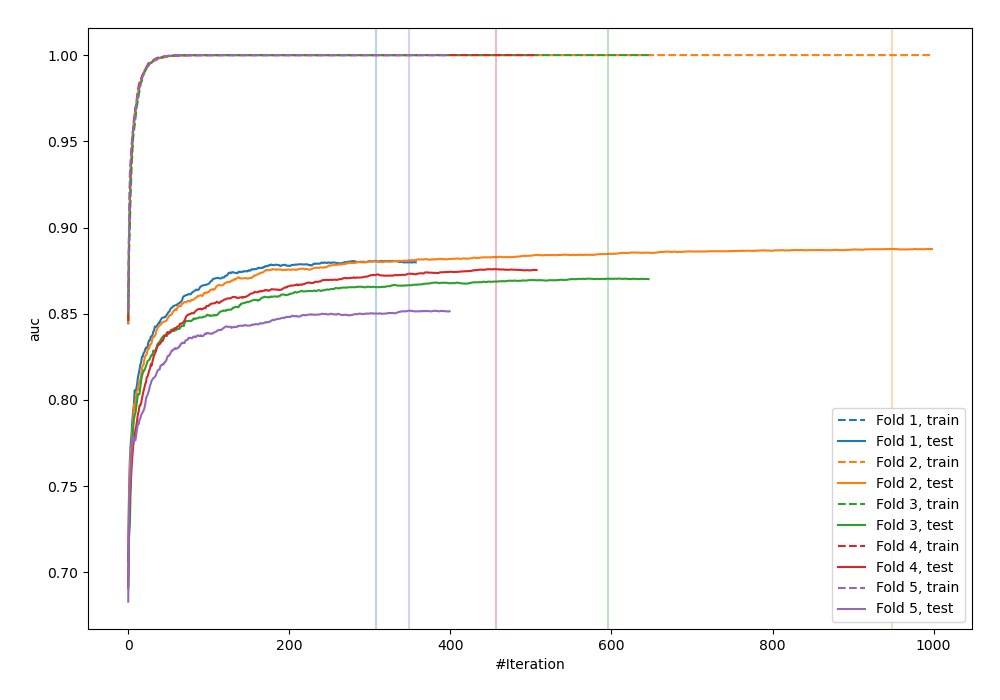 1.00
0.95
0.90
0.85
0.80
0.75
0.70
auc
0
200
400
600
800
1000
#Iteration
Fold 1, train
Fold 1, test
Fold 2, train
Fold 2, test
Fold 3, train
Fold 3, test
Fold 4, train
Fold 4, test
Fold 5, train
Fold 5, test